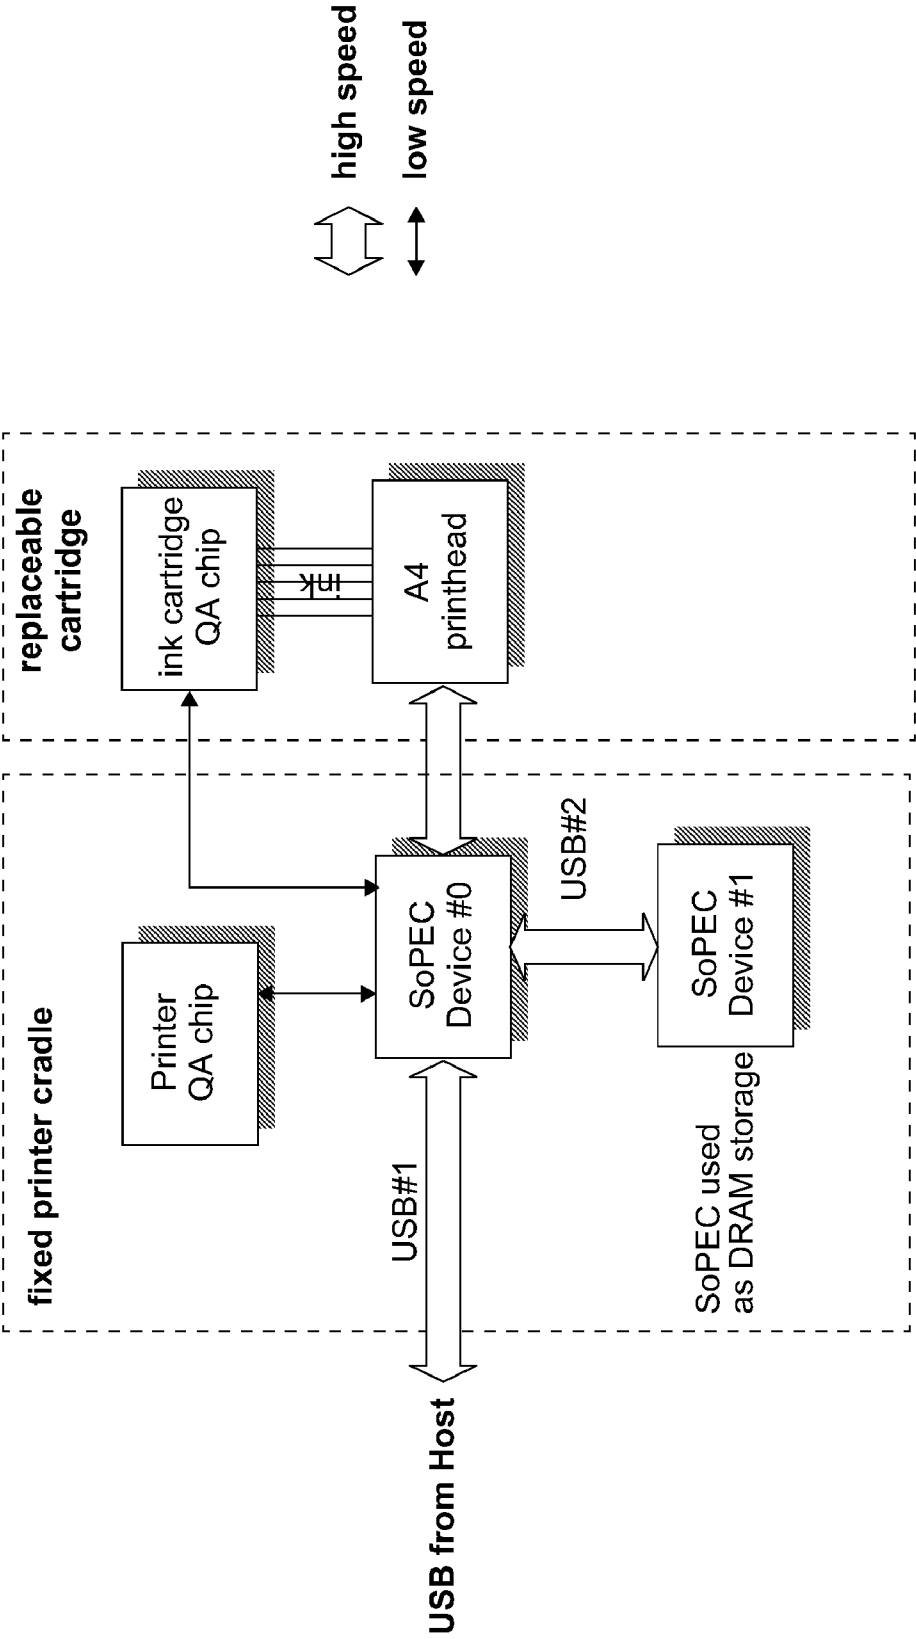 fixed printer cradle
replaceable
cartridge
Printer
QA chip
ink cartridge
QA chip
ink
USB from Host
USB#1
SoPEC
Device #0
A4
printhead
USB#2
SoPEC used
as DRAM storage
SoPEC
Device #1
high speed
low speed